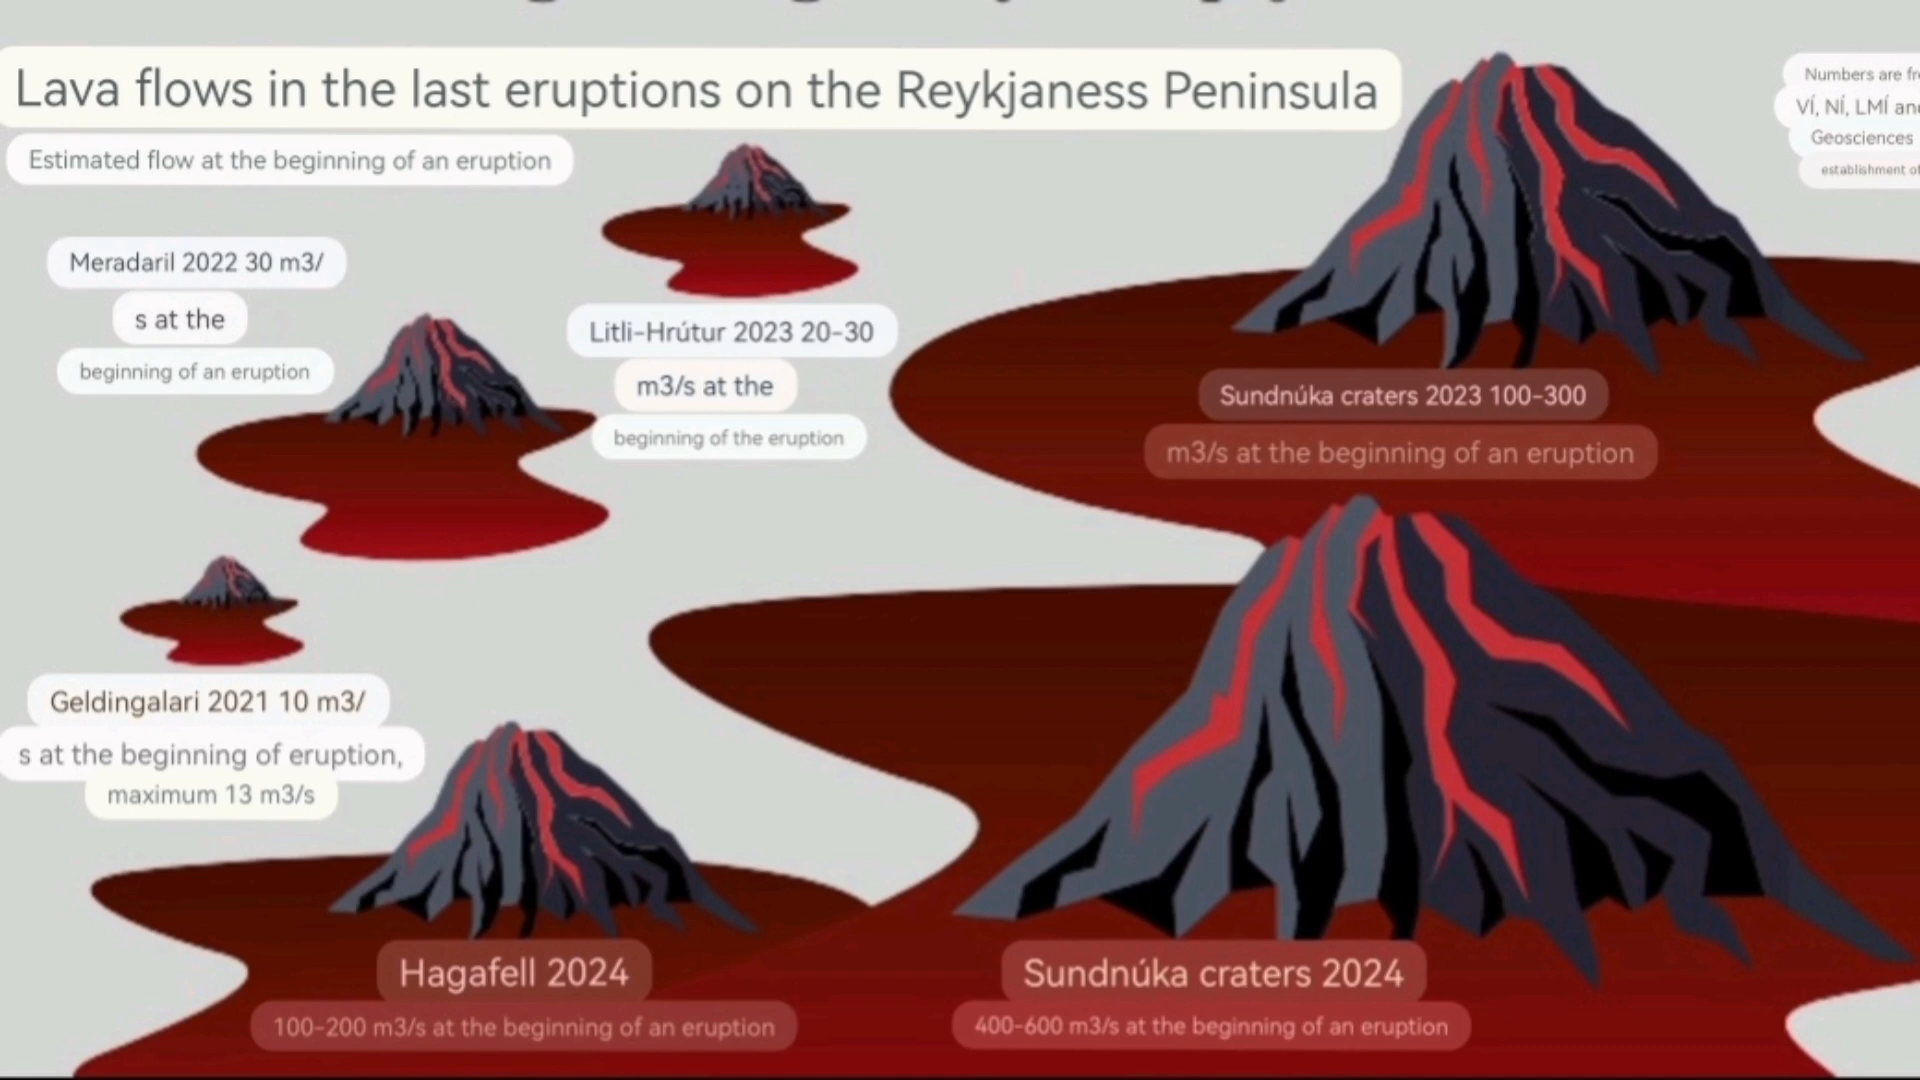 Lava flows in the last eruptions on the Reykjaness Peninsula
Estimated flow at the beginning of an eruption
Numbers are
VÍ, NÍ, LMÍ
Geosciences
establishment
Meradaril 2022 30 m3/
s at the
beginning of an eruption
Litli-Hrútur 2023 20-30
m3/s at the
beginning of the eruption
Sundnúka craters 2023 100-300
m3/s at the beginning of an eruption
Geldingalari 2021 10 m3/
s at the beginning of eruption,
maximum 13 m3/s
Hagafell 2024
100-200 m3/s at the beginning of an eruption
Sundnúka craters 2024
400-600 m3/s at the beginning of an eruption